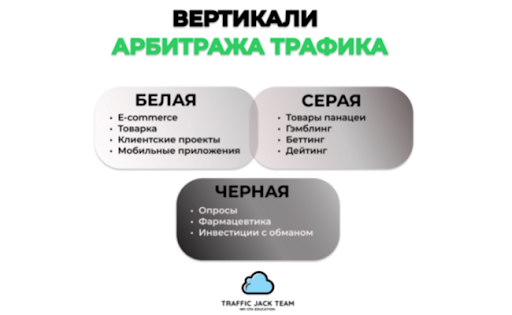 ВЕРТИКАЛИ
АРБИТРАЖА ТРАФИКА
БЕЛАЯ
• E-commerce
• Товарка
• Клиентские проекты
• Мобильные приложения
СЕРАЯ
• Товары панацеи
• Гэмблинг
• Беттинг
• Дейтинг
ЧЕРНАЯ
• Опросы
• Фармацевтика
• Инвестиции с обманом
TRAFFIC JACK TEAM